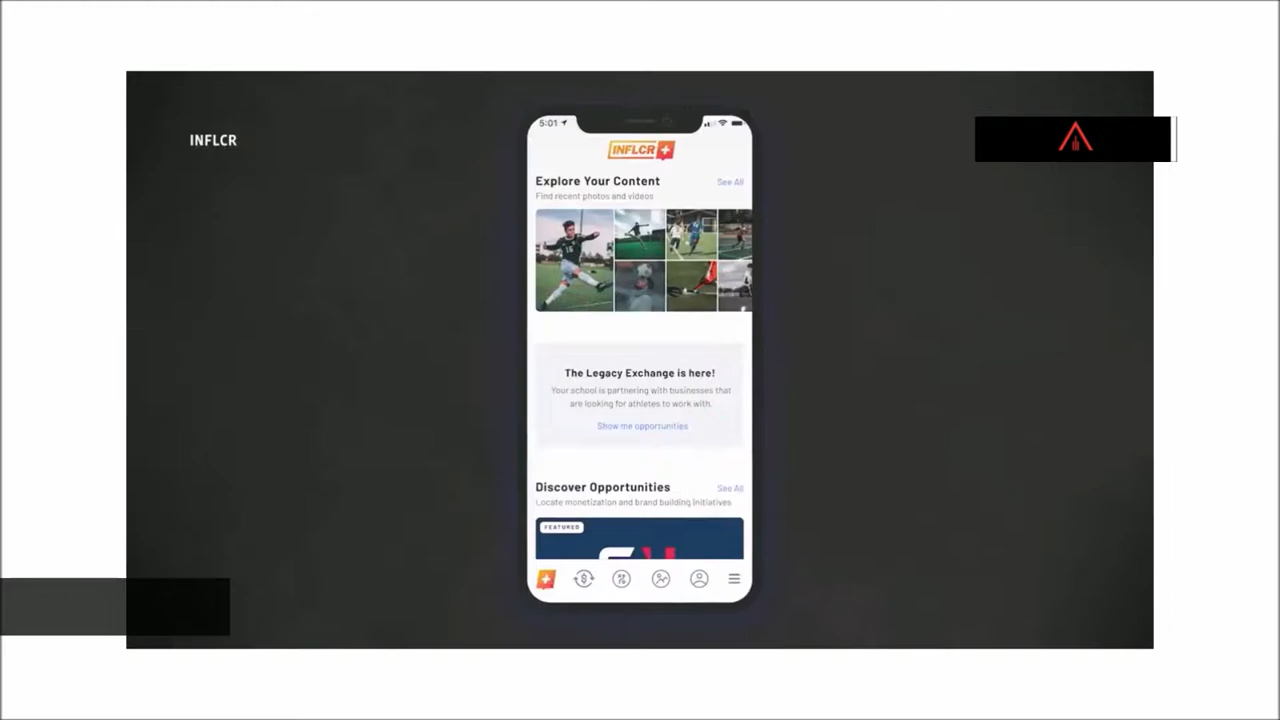 INFLCR
5:01
INFLCR
Explore Your Content
See All
Find recent photos and videos
The Legacy Exchange is here!
Your school is partnering with businesses that
are looking for athletes to work with.
Show me opportunities
Discover Opportunities
See All
Locate monetization and brand building initiatives
FEATURED